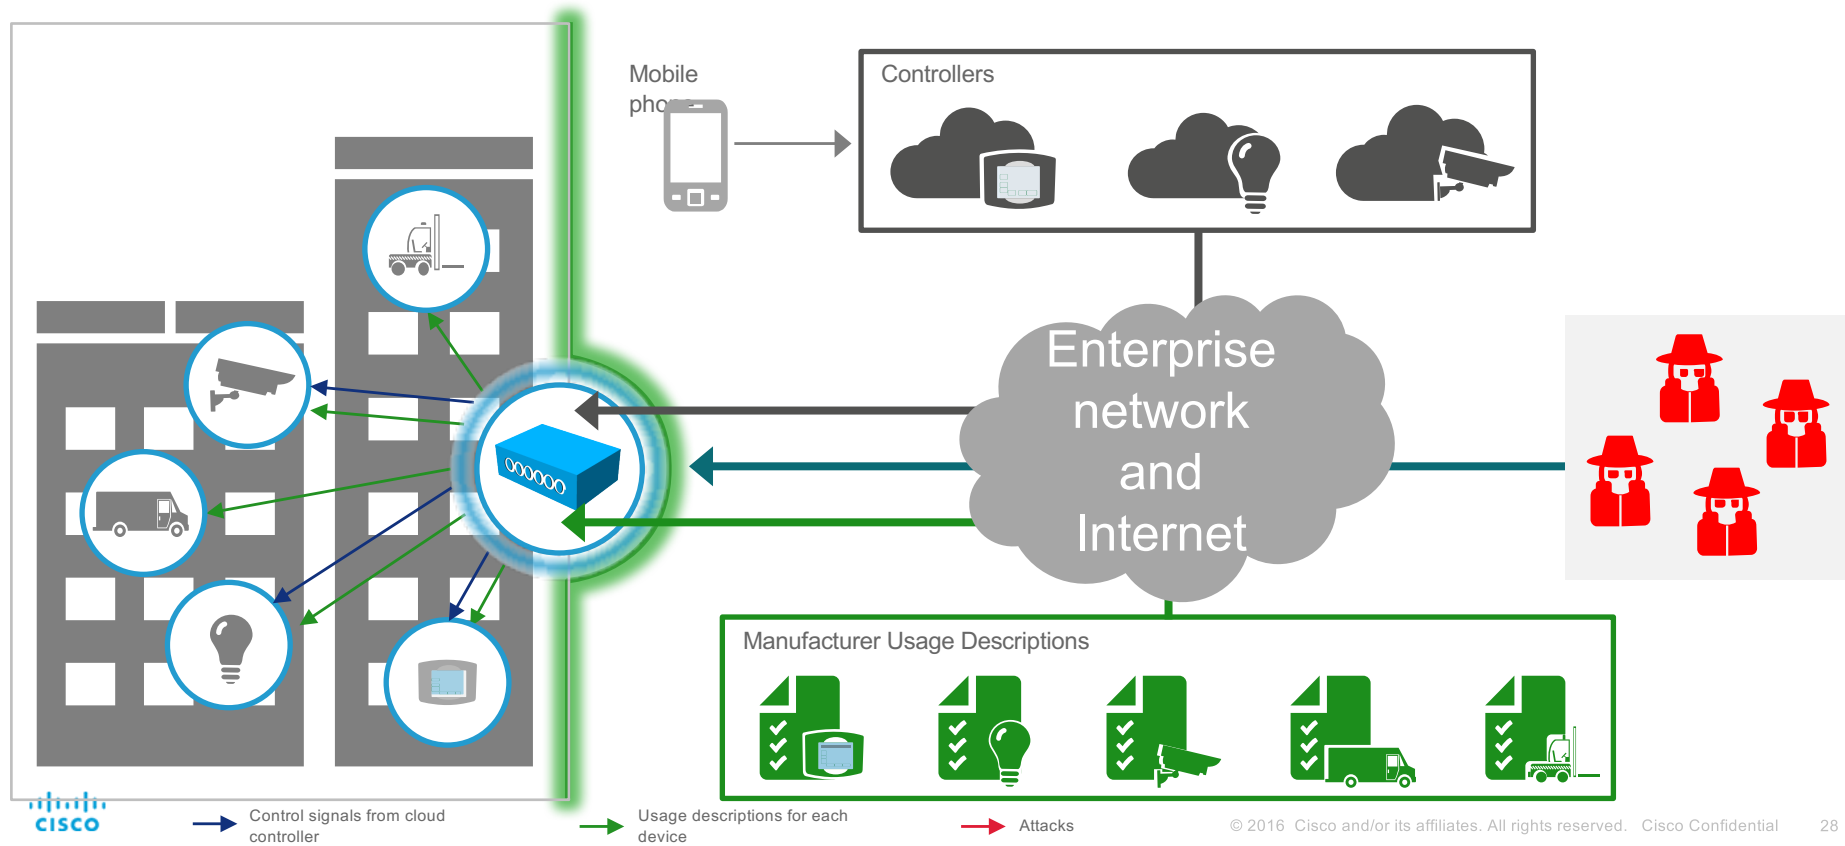 Mobile
phone
Controllers
Enterprise
network
and
Internet
Manufacturer Usage Descriptions
CISCO
Control signals from cloud
controller
Usage descriptions for each
device
Attacks
© 2016 Cisco and/or its affiliates. All rights reserved. Cisco Confidential 28